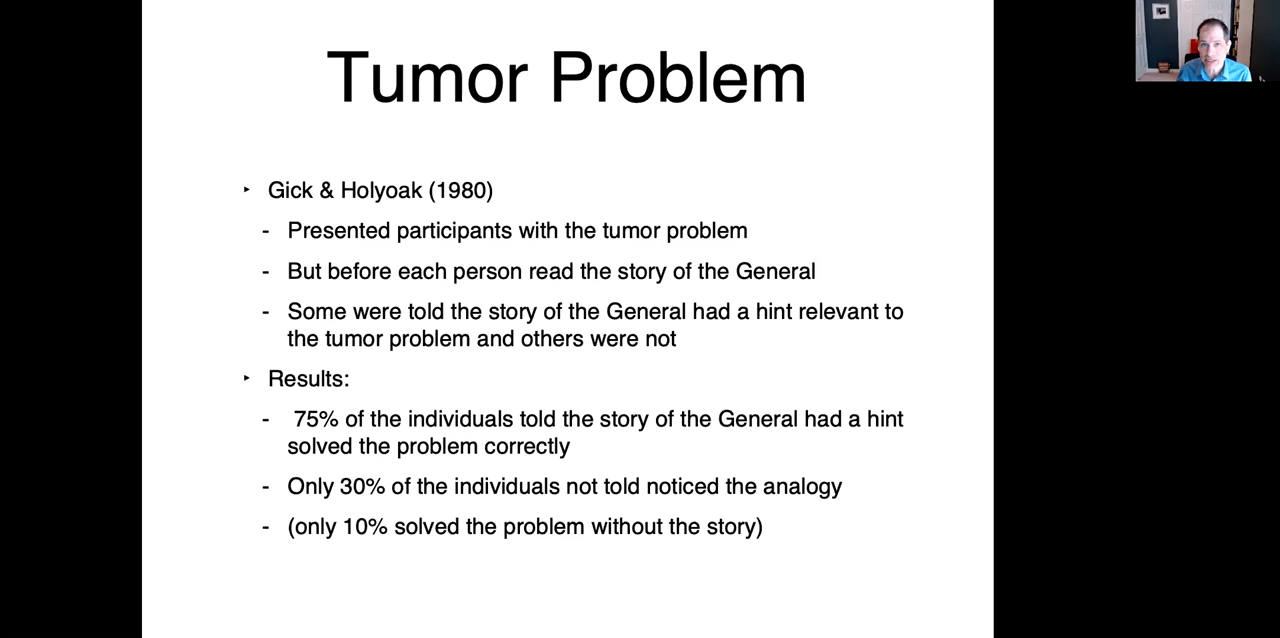 Tumor Problem
‣ Gick & Holyoak (1980)
- Presented participants with the tumor problem
- But before each person read the story of the General
- Some were told the story of the General had a hint relevant to
the tumor problem and others were not
‣ Results:
- 75% of the individuals told the story of the General had a hint
solved the problem correctly
- Only 30% of the individuals not told noticed the analogy
- (only 10% solved the problem without the story)